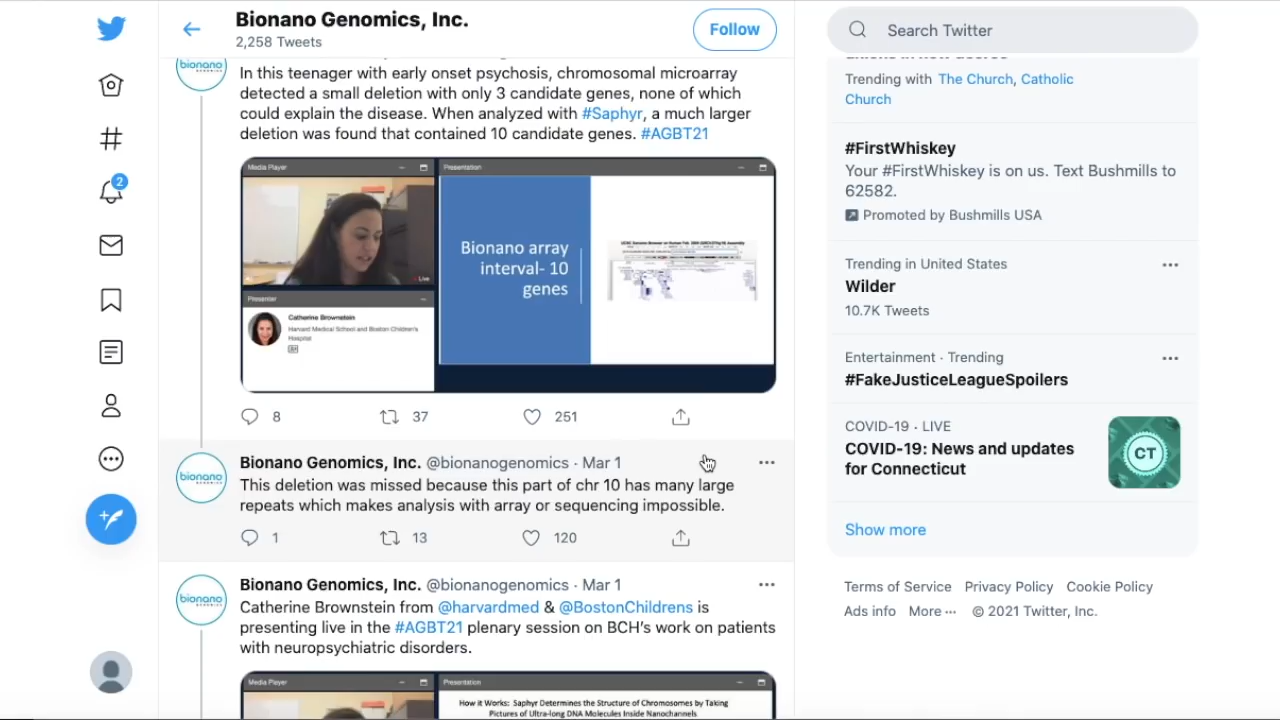 Bionano Genomics, Inc.
2,258 Tweets
Follow
bionano
GENOMICS
In this teenager with early onset psychosis, chromosomal microarray
detected a small deletion with only 3 candidate genes, none of which
could explain the disease. When analyzed with #Saphyr, a much larger
deletion was found that contained 10 candidate genes. #AGBT21
Media Player
Presentation
Live
Bionano array
interval- 10
genes
Presenter
Catherine Brownstein
Harvard Medical School and Boston Children's
Hospital
8
37
251
bionano
GENOMICS
Bionano Genomics, Inc. @bionanogenomics · Mar 1
This deletion was missed because this part of chr 10 has many large
repeats which makes analysis with array or sequencing impossible.
1
13
120
bionano
GENOMICS
Bionano Genomics, Inc. @bionanogenomics · Mar 1
Catherine Brownstein from @harvardmed & @BostonChildrens is
presenting live in the #AGBT21 plenary session on BCH's work on patients
with neuropsychiatric disorders.
Media Player
Presentation
How it Works: Saphyr Determines the Structure of Chromosomes by Taking
Pictures of Ultra-long DNA Molecules Inside Nanochannels
2
Search Twitter
Trending with The Church, Catholic
Church
#FirstWhiskey
Your #FirstWhiskey is on us. Text Bushmills to
62582.
Promoted by Bushmills USA
Trending in United States
Wilder
10.7K Tweets
Entertainment · Trending
#FakeJusticeLeagueSpoilers
COVID-19 · LIVE
COVID-19: News and updates
for Connecticut
CT
Show more
Terms of Service Privacy Policy Cookie Policy
Ads info More ··· © 2021 Twitter, Inc.